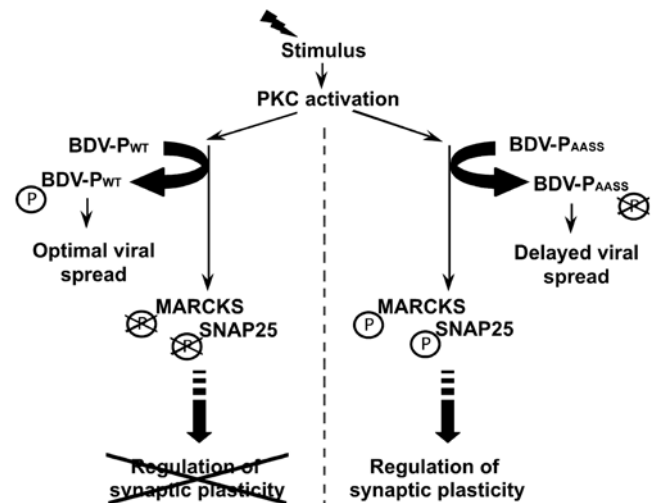 Stimulus
PKC activation
BDV-PWT
BDV-PWT
P
Optimal viral
spread
MARCKS
P
SNAP25
P
Regulation of
synaptic plasticity
BDV-PAASS
BDV-PAASS
P
Delayed viral
spread
MARCKS
P
SNAP25
P
Regulation of
synaptic plasticity